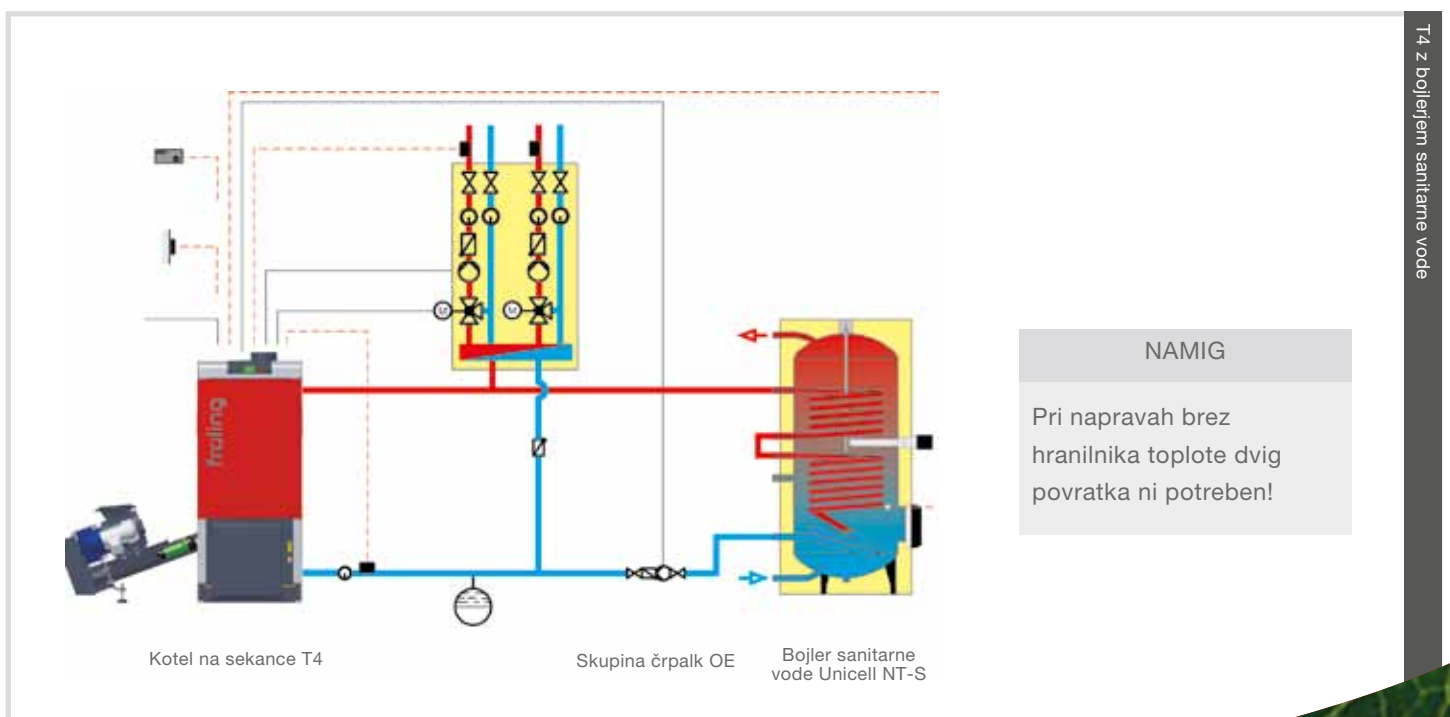 T4 z bojlerjem sanitarne vode
fröling
M
M
NAMIG
Pri napravah brez
hranilnika toplote dvig
povratka ni potreben!
Kotel na sekance T4
Skupina črpalk OE
Bojler sanitarne
vode Unicell NT-S